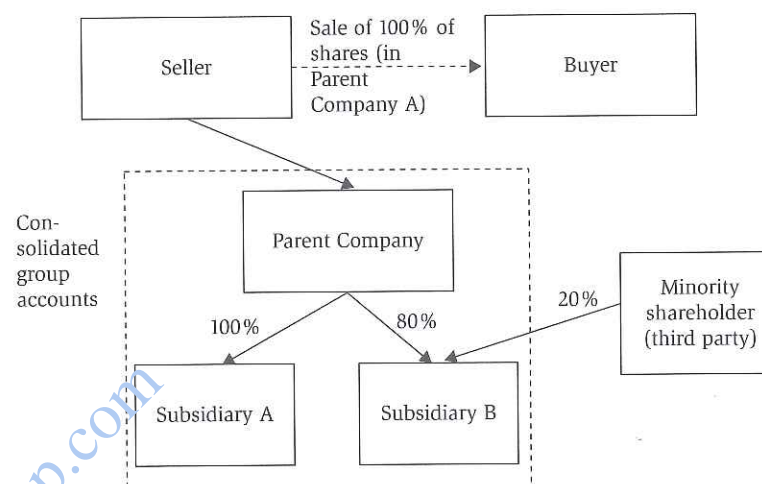 Sale of 100% of
shares (in
Parent
Company A)
Seller
Buyer
Con-
solidated
group
accounts
Parent Company
Minority
shareholder
(third party)
100%
80%
20%
Subsidiary A
Subsidiary B
p.com